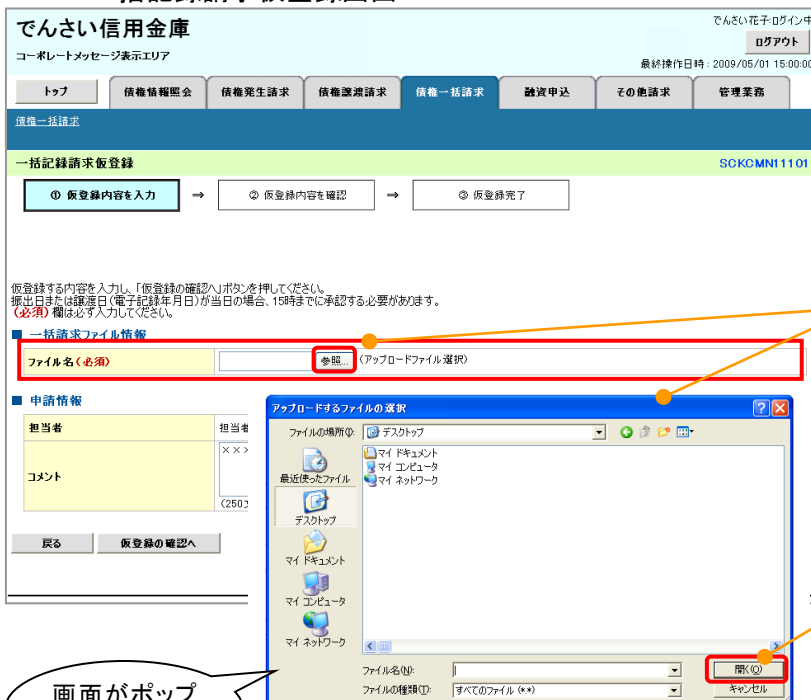 でんさい信用金庫
でんさい花子:ログイン中
コーポレートメッセージ表示エリア
ログアウト
最終操作日時:2009/05/01 15:00:00
トップ 債権情報照会 債権発生請求 債権譲渡請求 債権一括請求 融資申込 その他請求 管理業務
債権一括請求
一括記録請求仮登録 SCKCMN11101
① 仮登録内容を入力 ⇒ ② 仮登録内容を確認 ⇒ ③ 仮登録完了
仮登録する内容を入力し、「仮登録の確認へ」ボタンを押してください。
振出日または譲渡日(電子記録年月日)が当日の場合、15時までに承認する必要があります。
(必須)欄は必ず入力してください。
■ 一括請求ファイル情報
ファイル名(必須) 参照... (アップロードファイル選択)
■ 申請情報
担当者 担当者
コメント ×××
(250文
戻る 仮登録の確認へ
アップロードするファイルの選択
ファイルの場所(I): デスクトップ
マイ ドキュメント
マイ コンピュータ
マイ ネットワーク
最近使ったファイル
デスクトップ
マイ ドキュメント
マイ コンピュータ
マイ ネットワーク
ファイル名(N): 開く(O)
ファイルの種類(T): すべてのファイル (*.*) キャンセル
画面がポップ